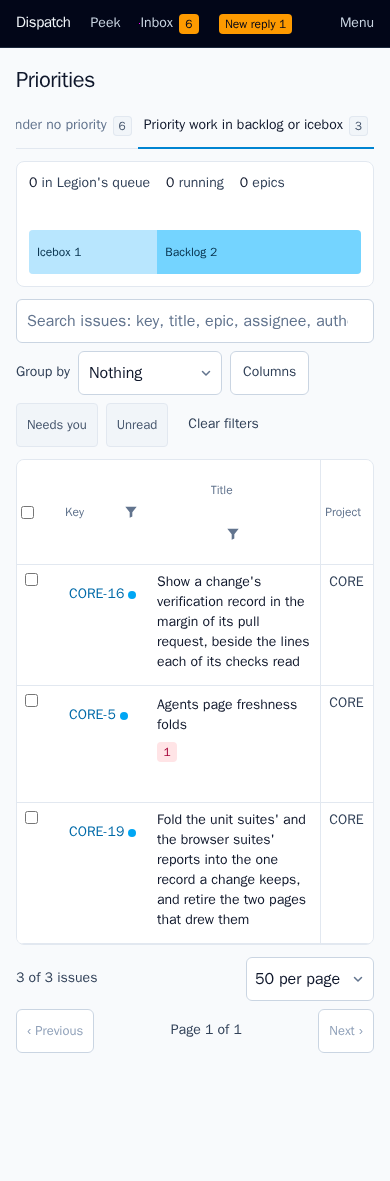 Dispatch Peek Inbox 6 New reply 1 Menu
Priorities
nder no priority 6 Priority work in backlog or icebox 3
0 in Legion's queue 0 running 0 epics
Icebox 1 Backlog 2
Search issues: key, title, epic, assignee, auth
Group by Nothing Columns
Needs you Unread Clear filters
Title
Key Project
CORE-16 Show a change's CORE
verification record in the
margin of its pull
request, beside the lines
each of its checks read
CORE-5 Agents page freshness CORE
folds
1
CORE-19 Fold the unit suites' and CORE
the browser suites'
reports into the one
record a change keeps,
and retire the two pages
that drew them
3 of 3 issues 50 per page
‹ Previous Page 1 of 1 Next ›